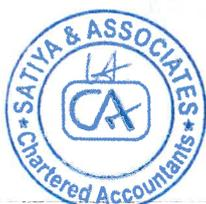 SATIYA & ASSOCIATES
CA
* Chartered Accountants *